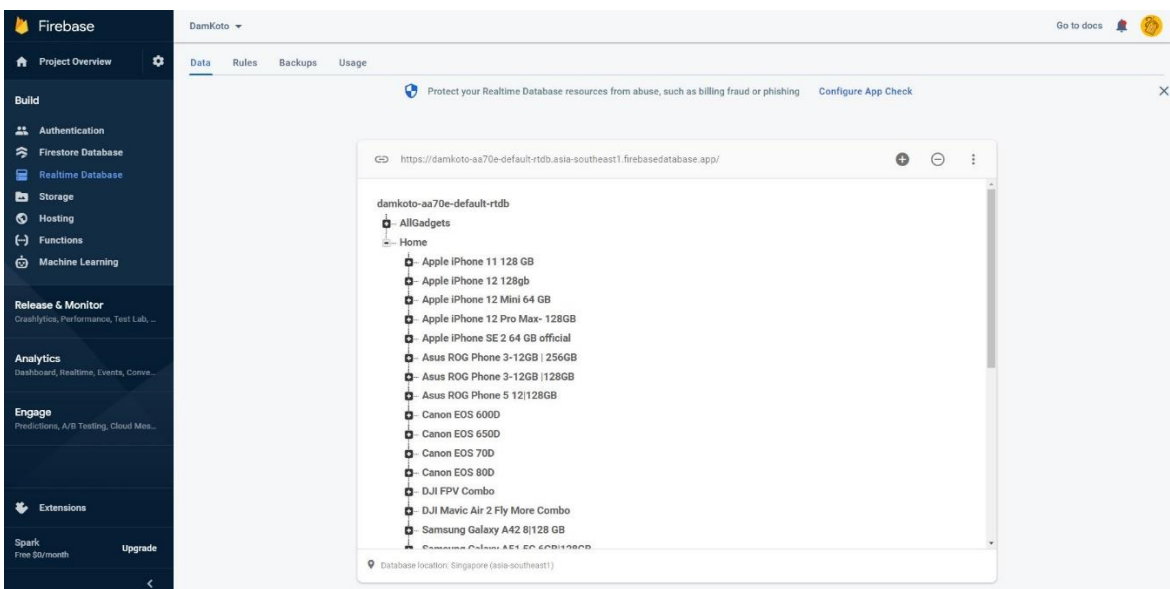 Firebase
DamKoto
Go to docs
Project Overview
Data Rules Backups Usage
Protect your Realtime Database resources from abuse, such as billing fraud or phishing Configure App Check
Build
Authentication
Firestore Database
Realtime Database
Storage
Hosting
Functions
Machine Learning
Release & Monitor
Crashlytics, Performance, Test Lab, ...
Analytics
Dashboard, Realtime, Events, Conve...
Engage
Predictions, A/B Testing, Cloud Mes...
Extensions
Spark
Free $0/month
Upgrade
https://damkoto-aa70e-default-rtdb.asia-southeast1.firebasedatabase.app/
damkoto-aa70e-default-rtdb
AllGadgets
Home
Apple iPhone 11 128 GB
Apple iPhone 12 128gb
Apple iPhone 12 Mini 64 GB
Apple iPhone 12 Pro Max- 128GB
Apple iPhone SE 2 64 GB official
Asus ROG Phone 3-12GB | 256GB
Asus ROG Phone 3-12GB |128GB
Asus ROG Phone 5 12|128GB
Canon EOS 600D
Canon EOS 650D
Canon EOS 70D
Canon EOS 80D
DJI FPV Combo
DJI Mavic Air 2 Fly More Combo
Samsung Galaxy A42 8|128 GB
Samsung Galaxy A51 5G 6GB|128GB
Database location: Singapore (asia-southeast1)